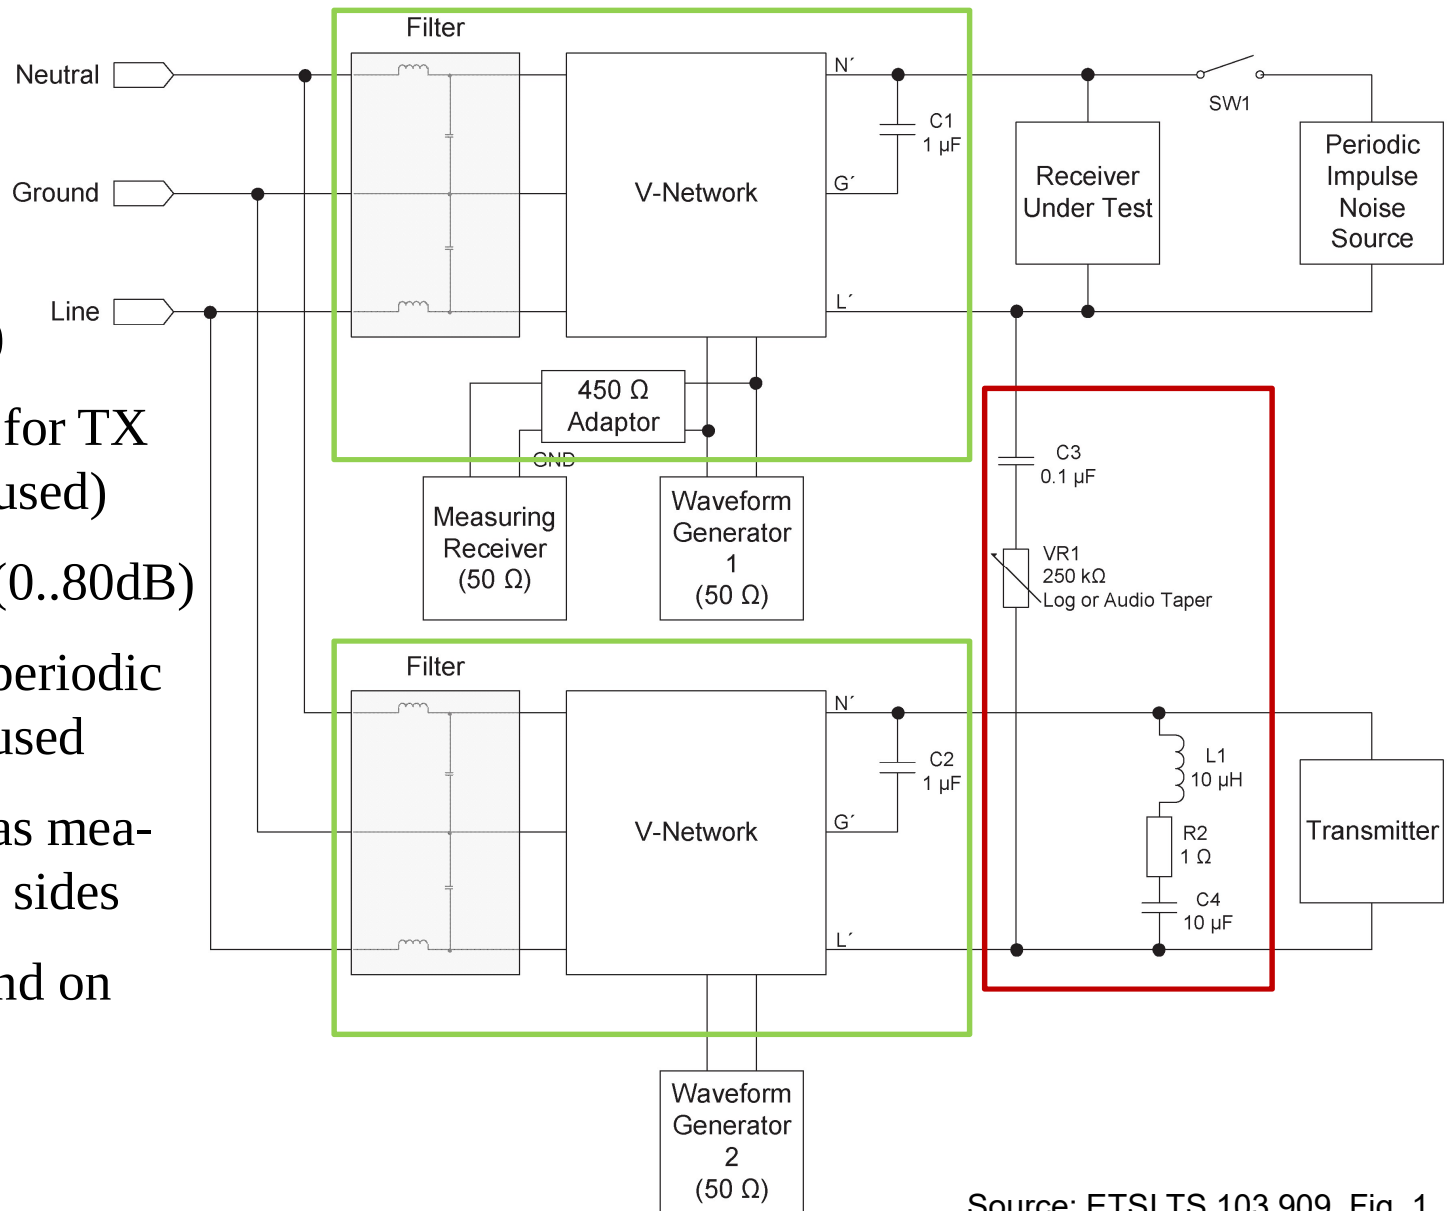 Filter
Neutral
Ground
Line
V-Network
N´
G´
L´
C1
1 µF
SW1
Receiver
Under Test
Periodic
Impulse
Noise
Source
450 Ω
Adaptor
GND
Measuring
Receiver
(50 Ω)
Waveform
Generator
1
(50 Ω)
C3
0.1 µF
VR1
250 kΩ
Log or Audio Taper
)
for TX
used)
(0..80dB)
periodic
used
as mea-
sides
nd on
Filter
V-Network
N´
G´
L´
C2
1 µF
L1
10 µH
R2
1 Ω
C4
10 µF
Transmitter
Waveform
Generator
2
(50 Ω)
Source: ETSI TS 103 909, Fig. 1